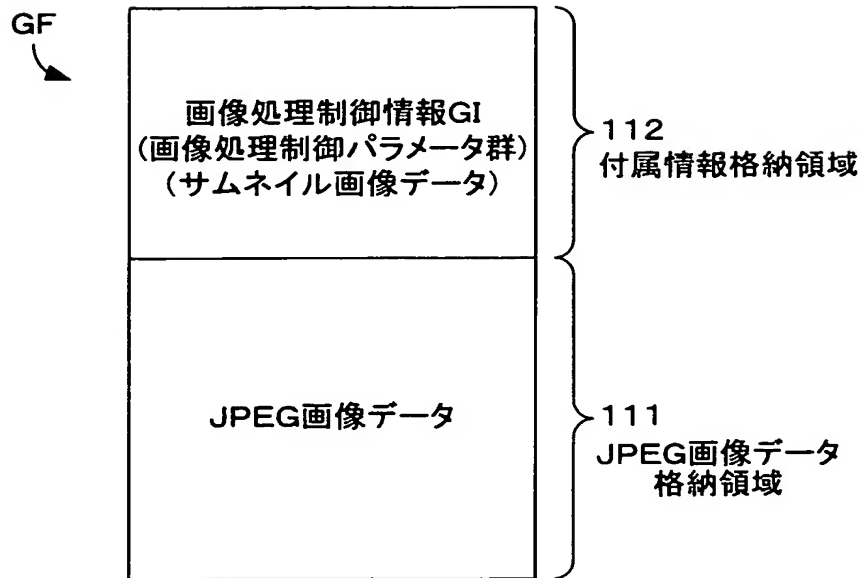 GF
画像処理制御情報GI
(画像処理制御パラメータ群)
(サムネイル画像データ)
112
付属情報格納領域
JPEG画像データ
111
JPEG画像データ
格納領域